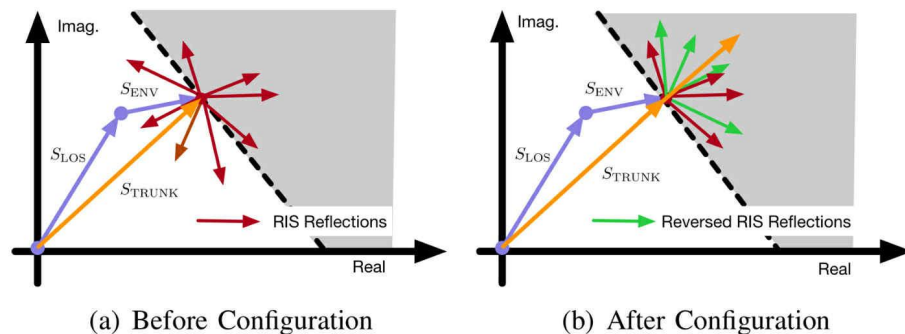 Imag.
S_ENV
S_LOS
S_TRUNK
RIS Reflections
Real
(a) Before Configuration
Imag.
S_ENV
S_LOS
S_TRUNK
Reversed RIS Reflections
Real
(b) After Configuration